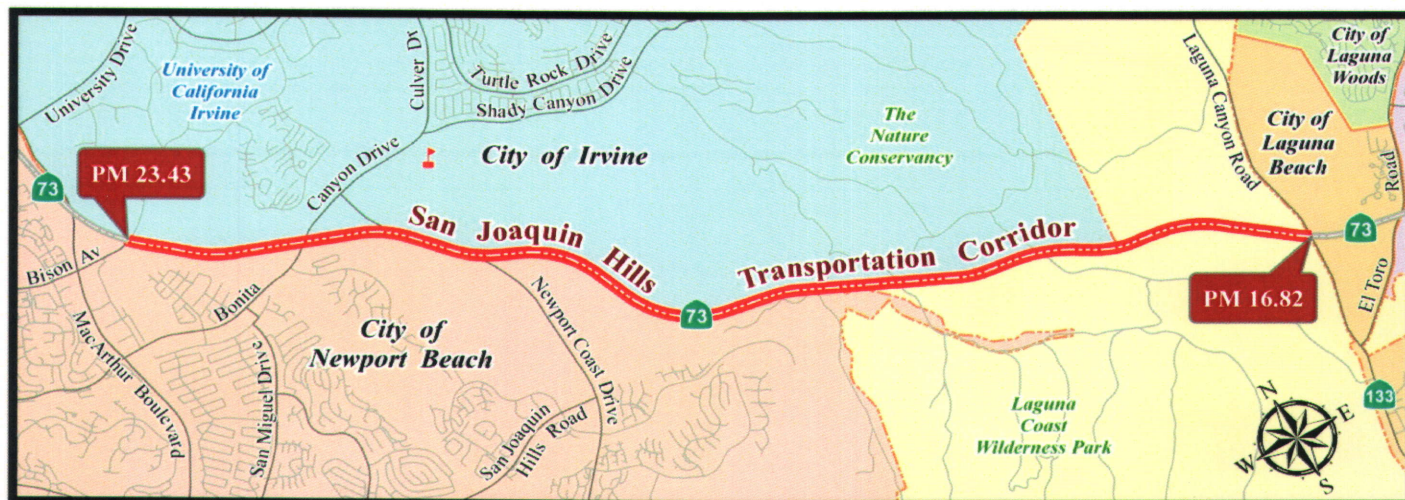 University Drive
University of
California
Irvine
Culver Dr
Turtle Rock Drive
Shady Canyon Drive
Laguna Canyon Road
City of
Laguna
Woods
The
Nature
Conservancy
City of
Laguna
Beach
Road
PM 23.43
73
Canyon Drive
City of Irvine
San Joaquin
Hills
Transportation Corridor
73
73
Bison Av
Bonita
Newport Coast Drive
PM 16.82
El Toro
MacArthur Boulevard
City of
Newport Beach
San Miguel Drive
San Joaquin
Hills Road
Laguna
Coast
Wilderness Park
133
N
E
W
S